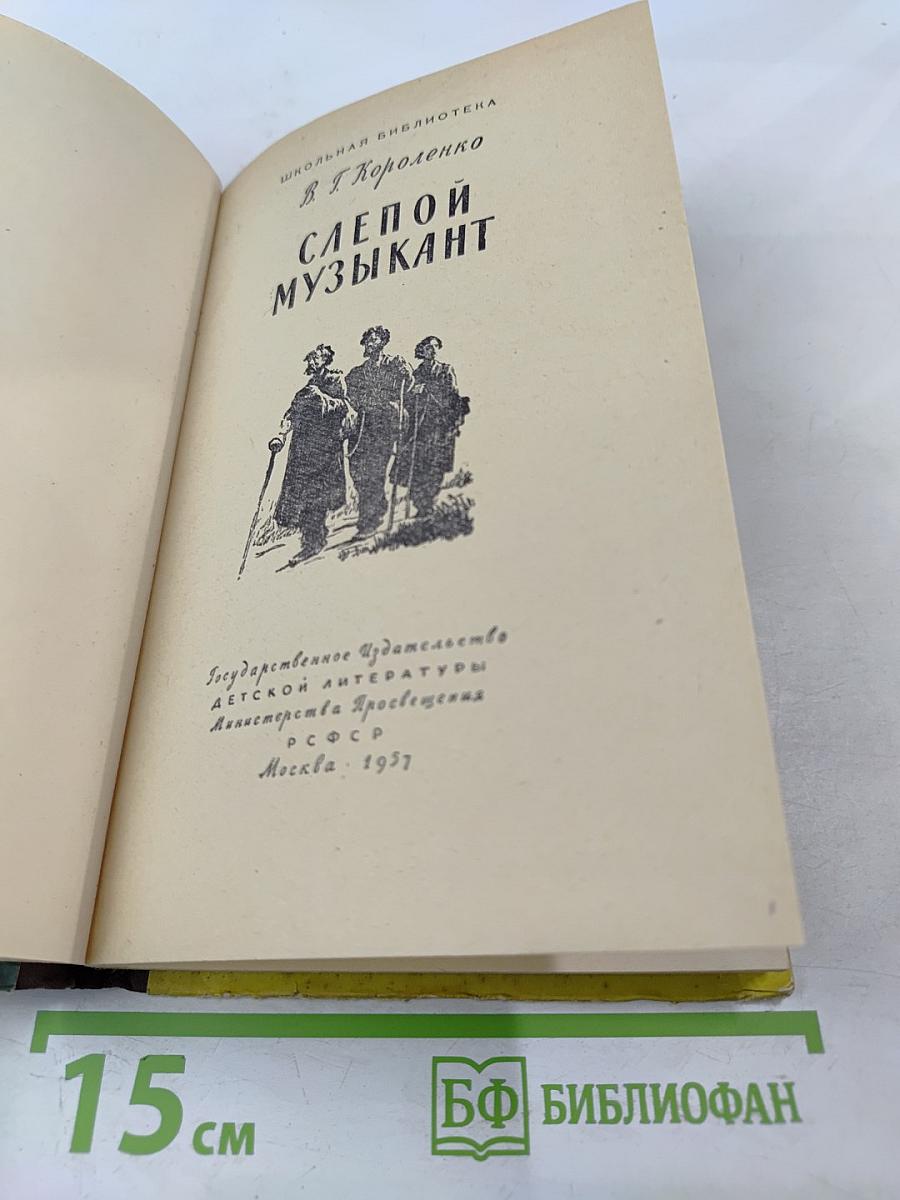 ШКОЛЬНАЯ БИБЛИОТЕКА
В. Г. Короленко
СЛЕПОЙ
МУЗЫКАНТ
Государственное Издательство
ДЕТСКОЙ ЛИТЕРАТУРЫ
Министерства Просвещения
РСФСР
Москва · 1957
15 см
БФ БИБЛИОФАН